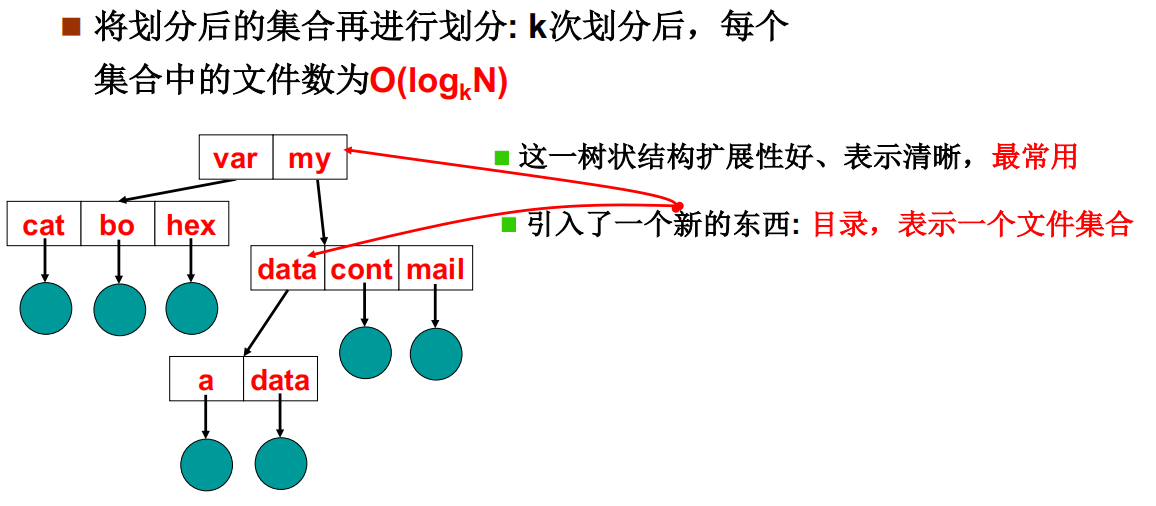 将划分后的集合再进行划分: k次划分后，每个
集合中的文件数为O(logkN)
var my
这一树状结构扩展性好、表示清晰，最常用
cat bo hex
引入了一个新的东西: 目录，表示一个文件集合
data cont mail
a data